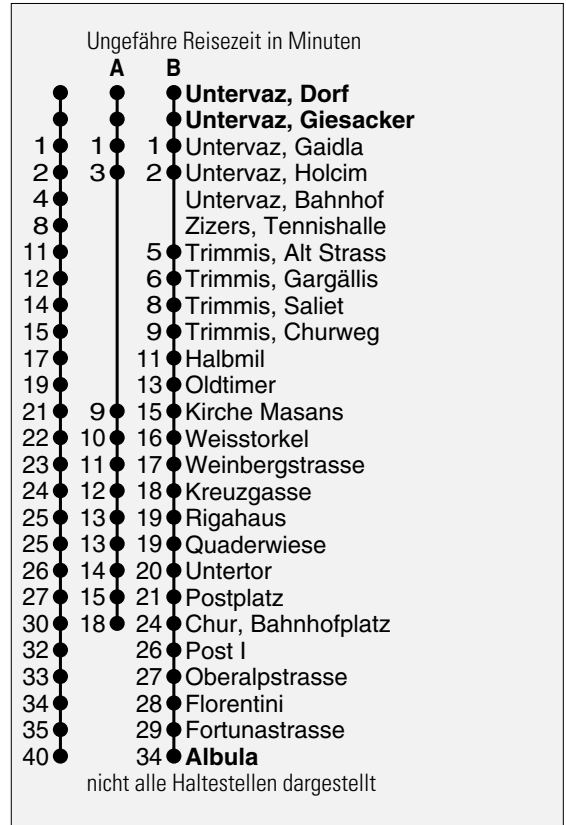 Ungefähre Reisezeit in Minuten
A B
Untervaz, Dorf
Untervaz, Giesacker
1 1 1 Untervaz, Gaidla
2 3 2 Untervaz, Holcim
4 Untervaz, Bahnhof
8 Zizers, Tennishalle
11 5 Trimmis, Alt Strass
12 6 Trimmis, Gargällis
14 8 Trimmis, Saliet
15 9 Trimmis, Churweg
17 11 Halbmil
19 13 Oldtimer
21 9 15 Kirche Masans
22 10 16 Weisstorkel
23 11 17 Weinbergstrasse
24 12 18 Kreuzgasse
25 13 19 Rigahaus
25 13 19 Quaderwiese
26 14 20 Untertor
27 15 21 Postplatz
30 18 24 Chur, Bahnhofplatz
32 26 Post I
33 27 Oberalpstrasse
34 28 Florentini
35 29 Fortunastrasse
40 34 Albula
nicht alle Haltestellen dargestellt